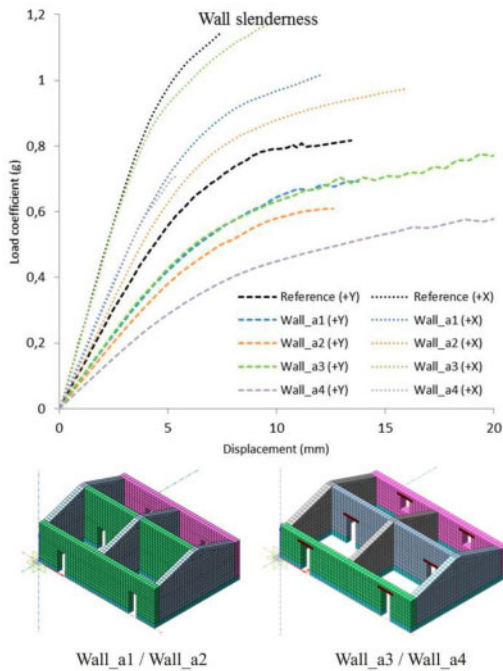 Wall slenderness
1,2
1
0,8
0,6
0,4
0,2
0
Load coefficient (g)
Reference (+Y) Reference (+X)
Wall_a1 (+Y) Wall_a1 (+X)
Wall_a2 (+Y) Wall_a2 (+X)
Wall_a3 (+Y) Wall_a3 (+X)
Wall_a4 (+Y) Wall_a4 (+X)
0 5 10 15 20
Displacement (mm)
Wall_a1 / Wall_a2 Wall_a3 / Wall_a4